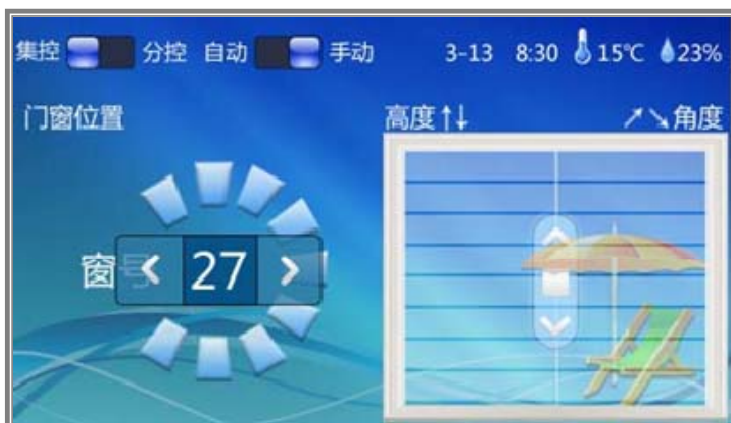 集控 分控 自动 手动 3-13 8:30 15℃ 23%
门窗位置 高度↑↓ ↗↘角度
窗号 < 27 >